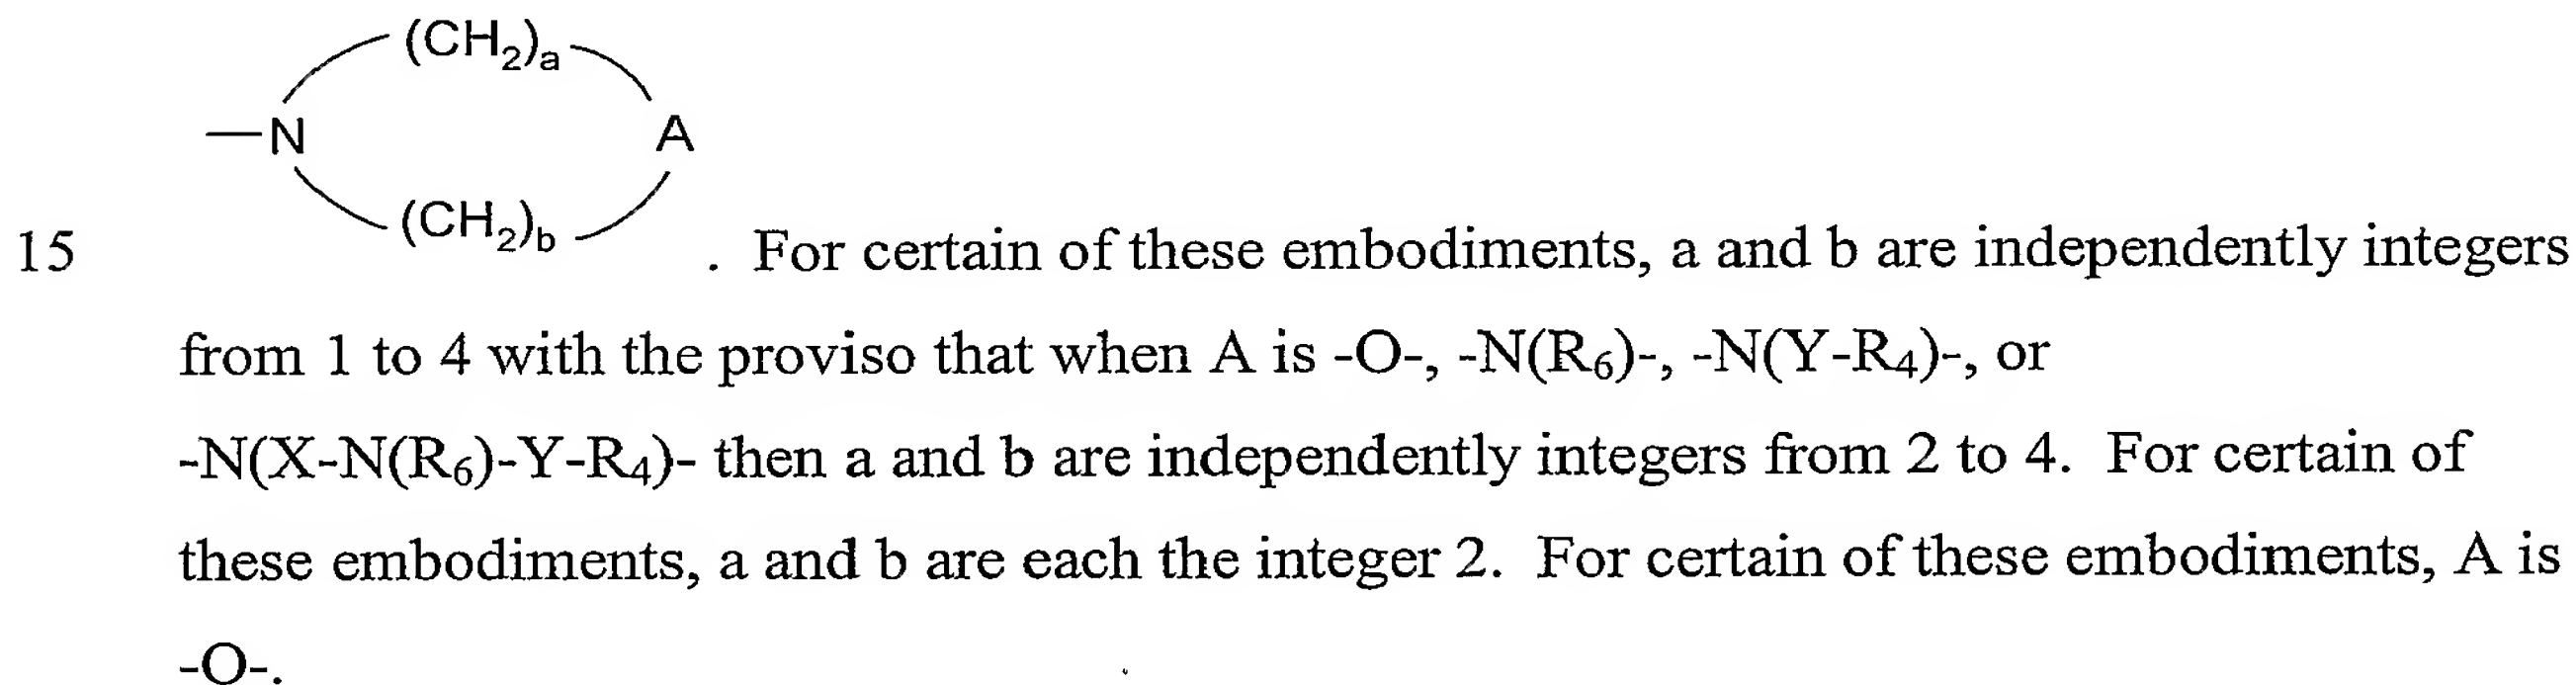 (CH2)a
—N A
(CH2)b
15 . For certain of these embodiments, a and b are independently integers
from 1 to 4 with the proviso that when A is -O-, -N(R6)-, -N(Y-R4)-, or
-N(X-N(R6)-Y-R4)- then a and b are independently integers from 2 to 4. For certain of
these embodiments, a and b are each the integer 2. For certain of these embodiments, A is
-O-.